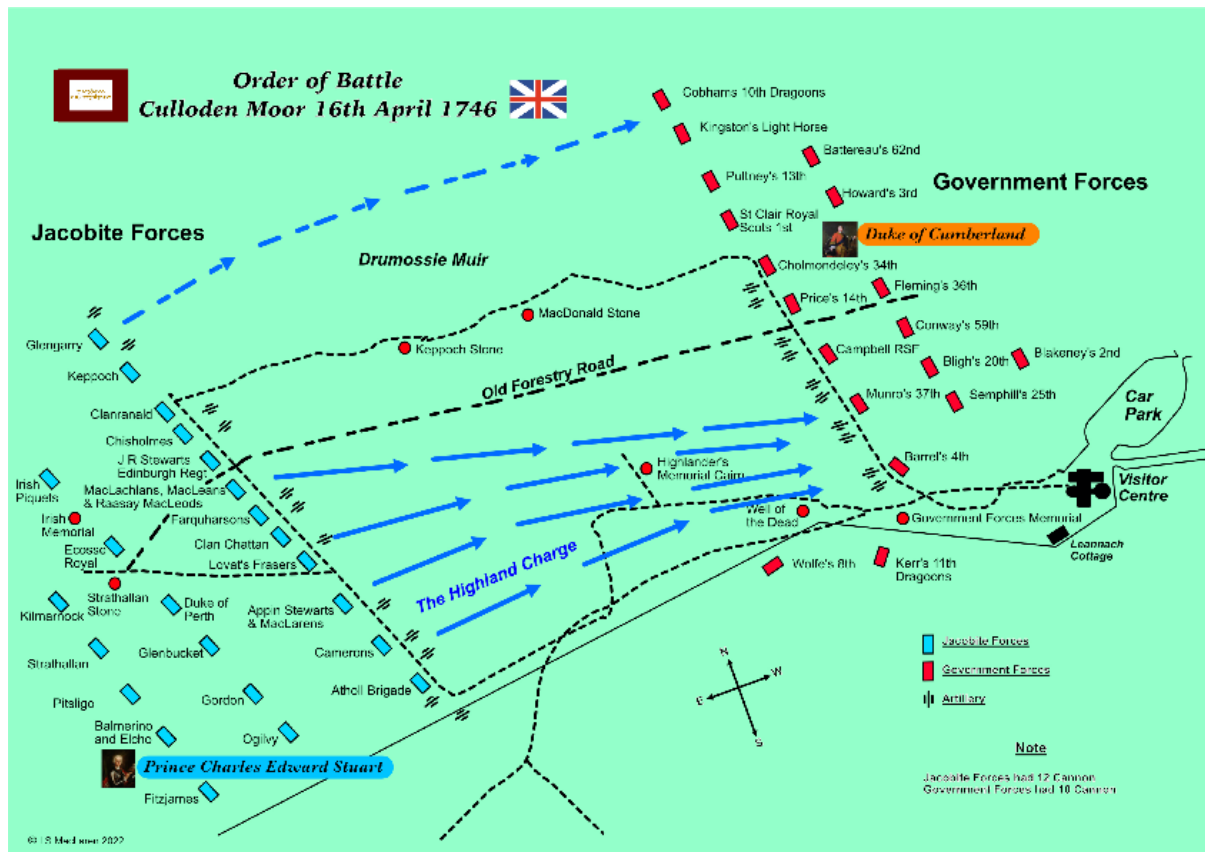 Order of Battle
Culloden Moor 16th April 1746
Cobhams 10th Dragoons
Kingston's Light Horse
Battereau's 62nd
Pultney's 13th
Howard's 3rd
Government Forces
St Clair Royal
Scots 1st
Duke of Cumberland
Jacobite Forces
Drumossie Muir
Cholmondeley's 34th
Fleming's 36th
Price's 14th
MacDonald Stone
Conway's 59th
Glengarry
Keppoch Stone
Campbell RSF
Bligh's 20th
Blakeney's 2nd
Keppoch
Old Forestry Road
Munro's 37th
Semphill's 25th
Clanranald
Car
Park
Chisholmes
J R Stewarts
Edinburgh Regt
Highlander's
Memorial Cairn
Barrel's 4th
Irish
Piquets
MacLachlans, MacLeans
& Raasay MacLeods
Visitor
Centre
Irish
Memorial
Farquharsons
Well of
the Dead
Government Forces Memorial
Ecosse
Royal
Clan Chattan
Leannach
Cottage
Lovat's Frasers
The Highland Charge
Wolfe's 8th
Kerr's 11th
Dragoons
Strathallan
Stone
Kilmarnock
Duke of
Perth
Appin Stewarts
& MacLarens
Strathallan
Glenbucket
Camerons
Jacobite Forces
N
W
E
S
Government Forces
Pitsligo
Gordon
Atholl Brigade
Artillery
Balmerino
and Elcho
Ogilvy
Note
Prince Charles Edward Stuart
Jacobite Forces had 12 Cannon
Government Forces had 10 Cannon
Fitzjames
© I S MacLaren 2022